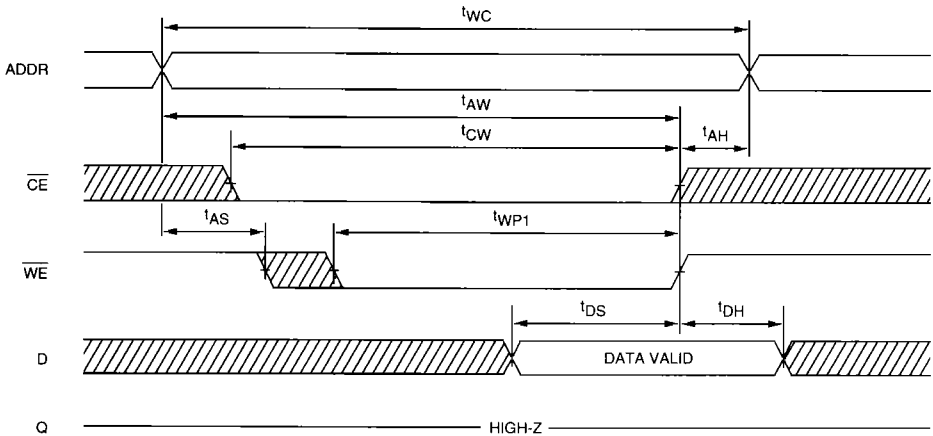 tWC
ADDR
tAW
tCW
tAH
CE
tAS
tWP1
WE
tDS
tDH
D
DATA VALID
Q
HIGH-Z